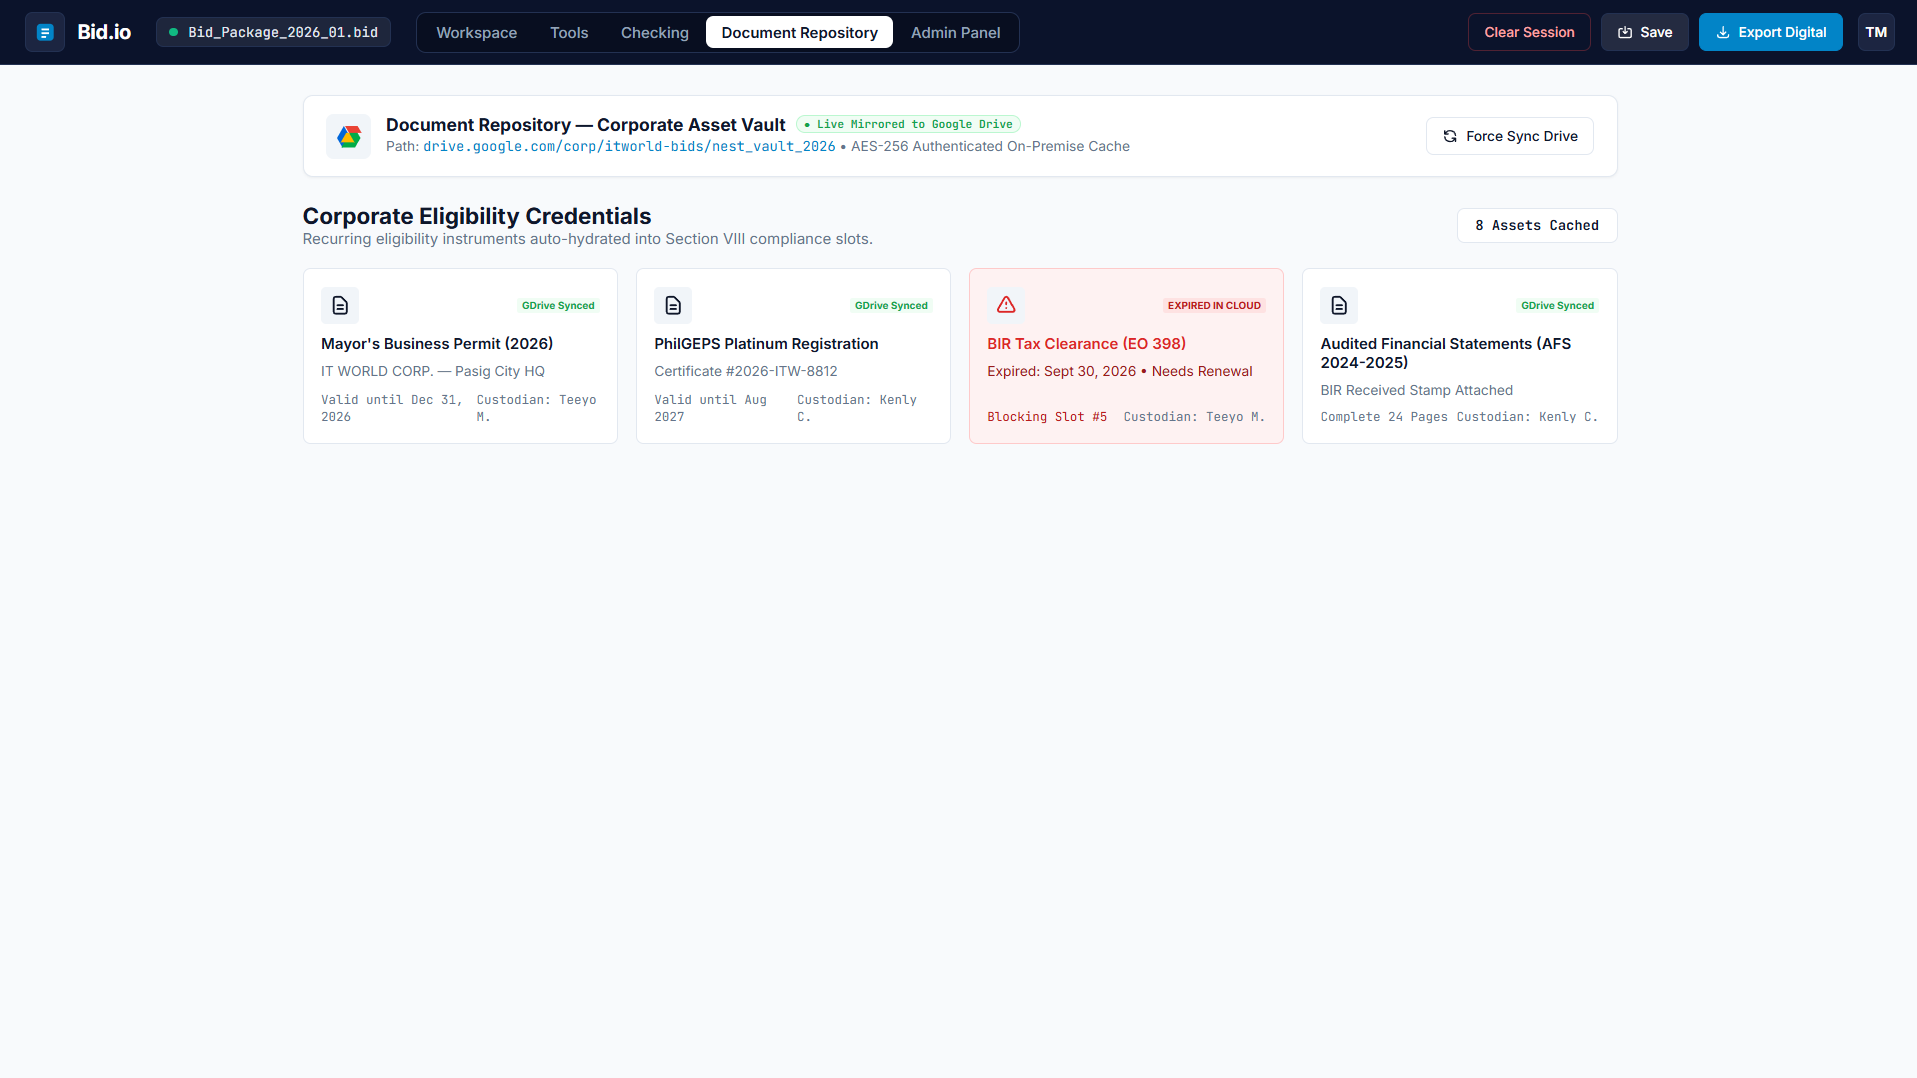 Bid.io
Bid_Package_2026_01.bid
Workspace
Tools
Checking
Document Repository
Admin Panel
Clear Session
Save
Export Digital
TM
Document Repository — Corporate Asset Vault
● Live Mirrored to Google Drive
Path: drive.google.com/corp/itworld-bids/nest_vault_2026 • AES-256 Authenticated On-Premise Cache
Force Sync Drive
Corporate Eligibility Credentials
Recurring eligibility instruments auto-hydrated into Section VIII compliance slots.
8 Assets Cached
GDrive Synced
Mayor's Business Permit (2026)
IT WORLD CORP. — Pasig City HQ
Valid until Dec 31,
2026
Custodian: Teeyo
M.
GDrive Synced
PhilGEPS Platinum Registration
Certificate #2026-ITW-8812
Valid until Aug
2027
Custodian: Kenly
C.
EXPIRED IN CLOUD
BIR Tax Clearance (EO 398)
Expired: Sept 30, 2026 • Needs Renewal
Blocking Slot #5
Custodian: Teeyo M.
GDrive Synced
Audited Financial Statements (AFS
2024-2025)
BIR Received Stamp Attached
Complete 24 Pages
Custodian: Kenly C.